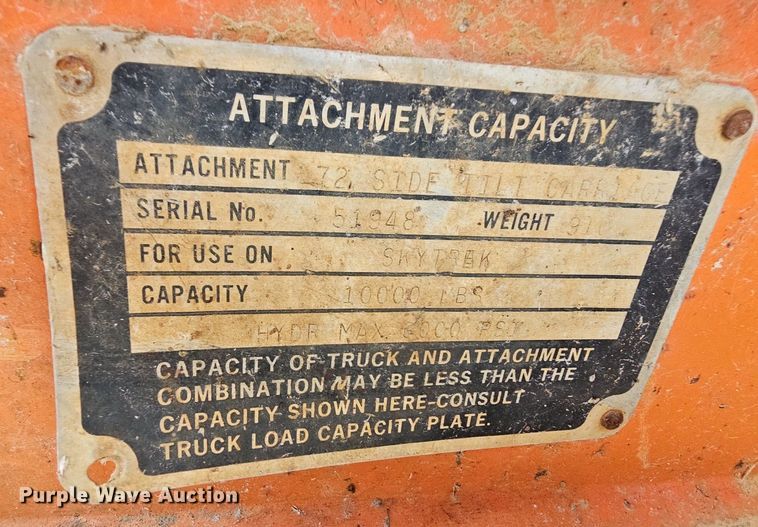 ATTACHMENT CAPACITY
ATTACHMENT 72 SIDE TILT CARRIAGE
SERIAL No. 51948 WEIGHT
FOR USE ON SKYTRAK
CAPACITY 10000 LBS
HYDR MAX PSI
CAPACITY OF TRUCK AND ATTACHMENT
COMBINATION MAY BE LESS THAN THE
CAPACITY SHOWN HERE-CONSULT
TRUCK LOAD CAPACITY PLATE.
Purple Wave Auction